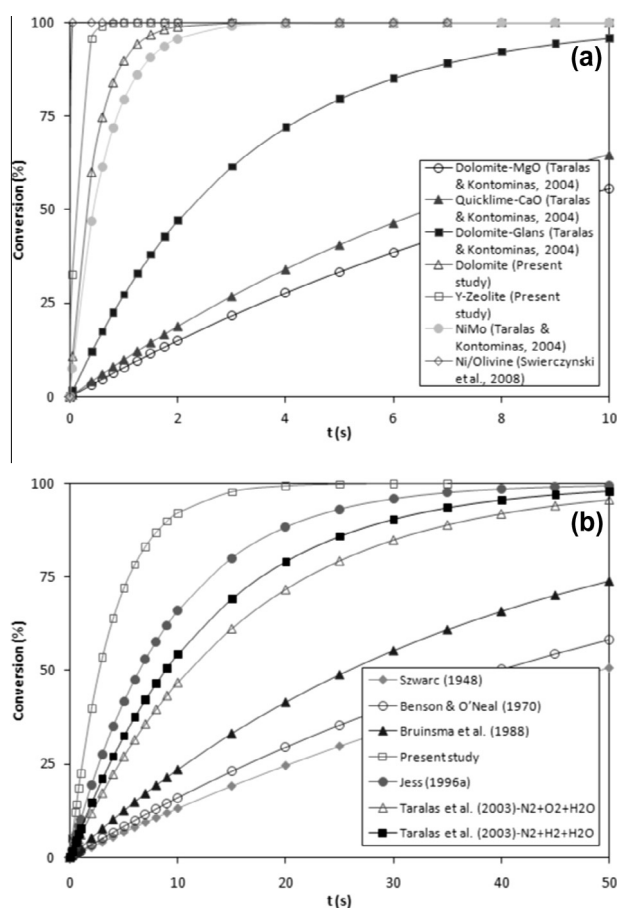 100
75
50
25
0
Conversion (%)
0
2
4
6
8
10
t (s)
(a)
Dolomite-MgO (Taralas
& Kontominas, 2004)
Quicklime-CaO (Taralas
& Kontominas, 2004)
Dolomite-Glans (Taralas
& Kontominas, 2004)
Dolomite (Present
study)
Y-Zeolite (Present
study)
NiMo (Taralas &
Kontominas, 2004)
Ni/Olivine (Swierczynski
et al., 2008)
100
75
50
25
0
Conversion (%)
0
10
20
30
40
50
t (s)
(b)
Szwarc (1948)
Benson & O'Neal (1970)
Bruinsma et al. (1988)
Present study
Jess (1996a)
Taralas et al. (2003)-N2+O2+H2O
Taralas et al. (2003)-N2+H2+H2O